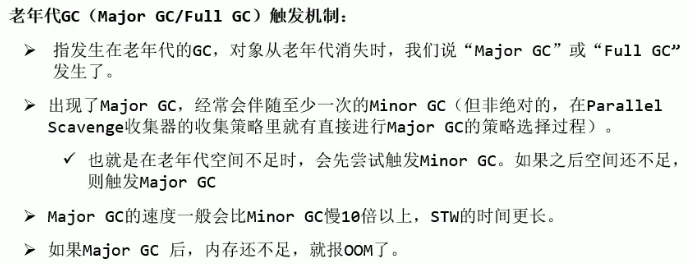 老年代GC（Major GC/Full GC）触发机制：
➢ 指发生在老年代的GC，对象从老年代消失时，我们说“Major GC”或“Full GC”
发生了。
➢ 出现了Major GC，经常会伴随至少一次的Minor GC（但非绝对的，在Parallel
Scavenge收集器的收集策略里就有直接进行Major GC的策略选择过程）。
✓ 也就是在老年代空间不足时，会先尝试触发Minor GC。如果之后空间还不足，
则触发Major GC
➢ Major GC的速度一般会比Minor GC慢10倍以上，STW的时间更长。
➢ 如果Major GC 后，内存还不足，就报OOM了。